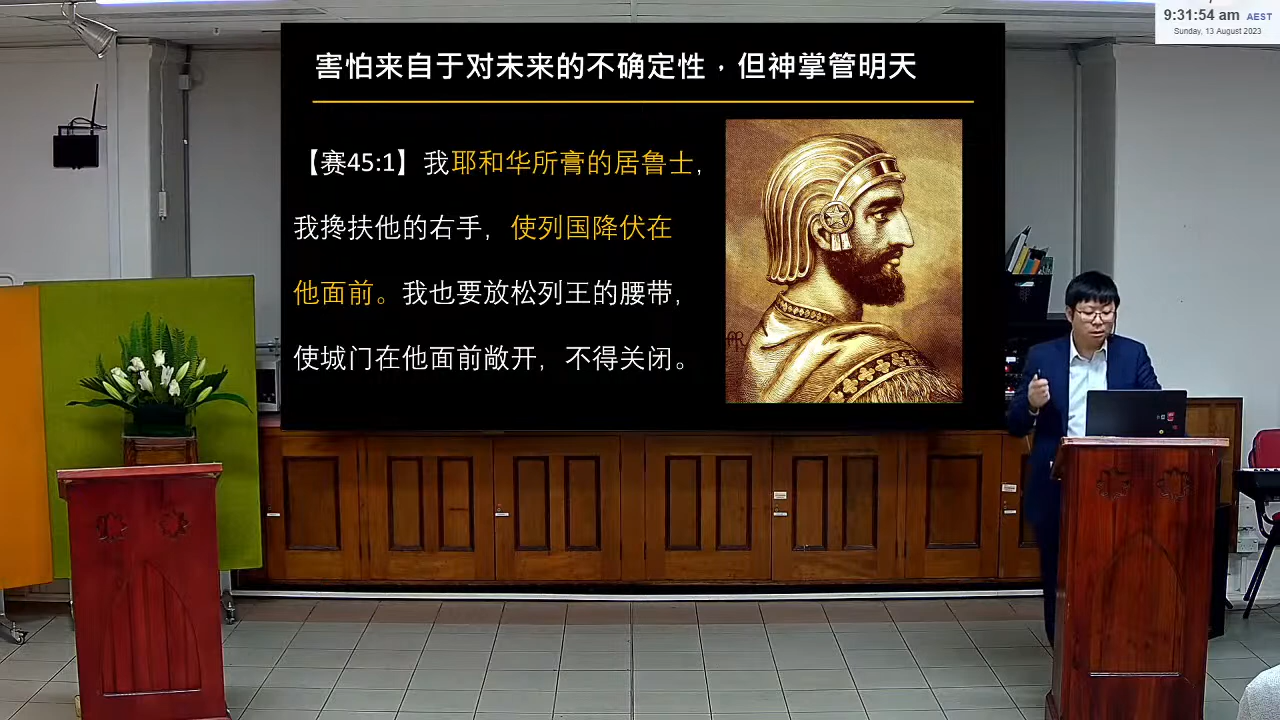 9:31:54 am AEST
Sunday, 13 August 2023
害怕来自于对未来的不确定性，但神掌管明天
【赛45:1】我耶和华所膏的居鲁士，
我搀扶他的右手，使列国降伏在
他面前。我也要放松列王的腰带，
使城门在他面前敞开，不得关闭。